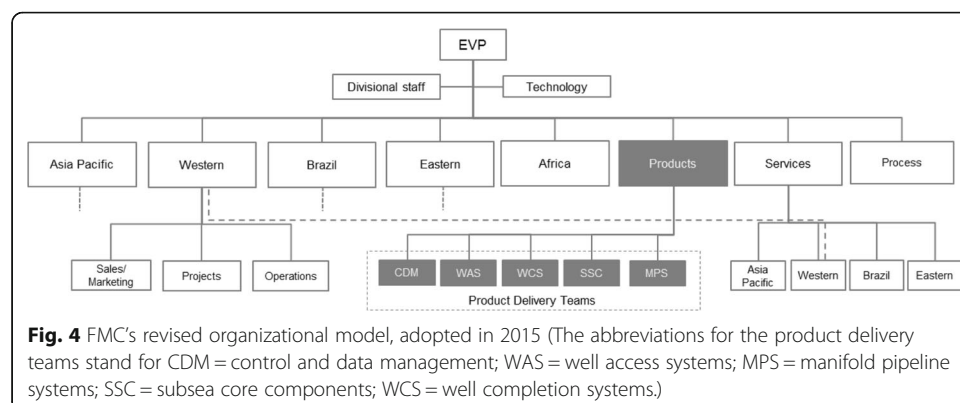 EVP
Divisional staff
Technology
Asia Pacific
Western
Brazil
Eastern
Africa
Products
Services
Process
Sales/
Marketing
Projects
Operations
CDM
WAS
WCS
SSC
MPS
Product Delivery Teams
Asia
Pacific
Western
Brazil
Eastern
Fig. 4 FMC's revised organizational model, adopted in 2015 (The abbreviations for the product delivery
teams stand for CDM = control and data management; WAS = well access systems; MPS = manifold pipeline
systems; SSC = subsea core components; WCS = well completion systems.)